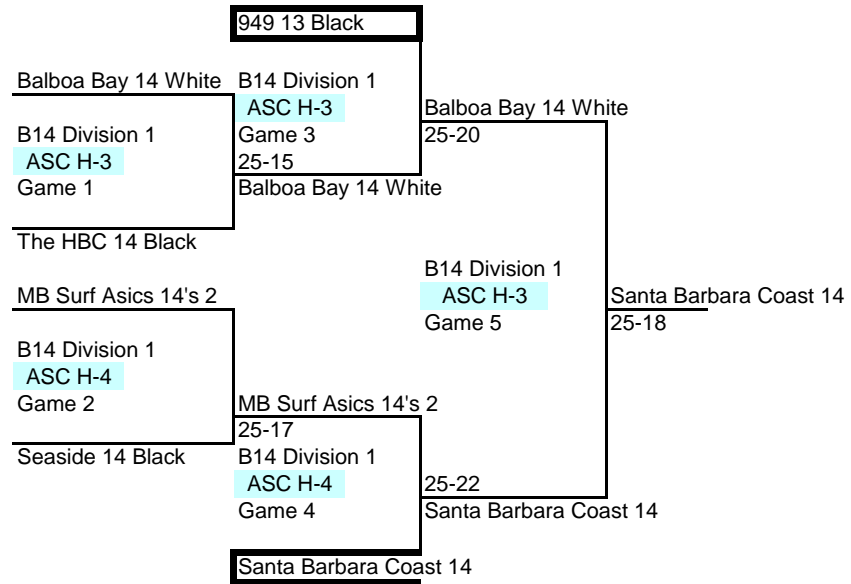 949 13 Black
Balboa Bay 14 White
B14 Division 1
ASC H-3
Game 1
The HBC 14 Black
B14 Division 1
ASC H-3
Game 3
25-15
Balboa Bay 14 White
Balboa Bay 14 White
25-20
MB Surf Asics 14's 2
B14 Division 1
ASC H-4
Game 2
Seaside 14 Black
MB Surf Asics 14's 2
25-17
B14 Division 1
ASC H-4
Game 4
Santa Barbara Coast 14
25-22
Santa Barbara Coast 14
B14 Division 1
ASC H-3
Game 5
Santa Barbara Coast 14
25-18